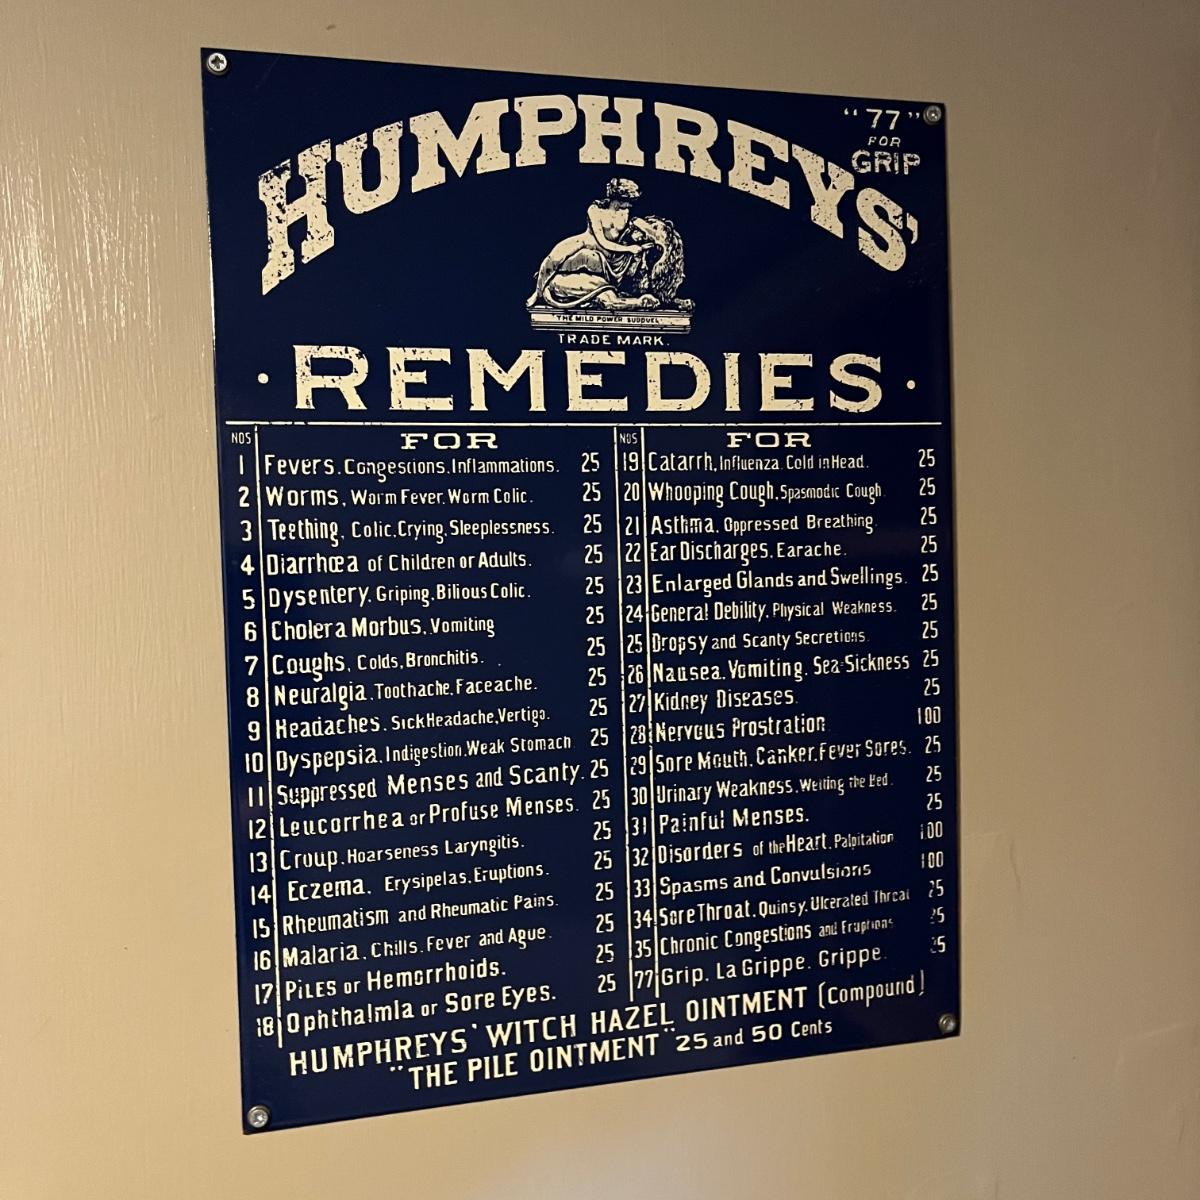 HUMPHREYS'
"77"
FOR
GRIP
"THE MILD POWER SUBDUES"
TRADE MARK.
· REMEDIES ·
NOS FOR
1 Fevers. Congestions. Inflammations. 25
2 Worms, Worm Fever. Worm Colic. 25
3 Teething, Colic, Crying, Sleeplessness. 25
4 Diarrhœa of Children or Adults. 25
5 Dysentery. Griping. Bilious Colic. 25
6 Cholera Morbus, Vomiting 25
7 Coughs, Colds, Bronchitis. 25
8 Neuralgia. Toothache, Faceache. 25
9 Headaches. Sick Headache, Vertigo. 25
10 Dyspepsia. Indigestion. Weak Stomach 25
11 Suppressed Menses and Scanty. 25
12 Leucorrhea or Profuse Menses. 25
13 Croup. Hoarseness Laryngitis. 25
14 Eczema. Erysipelas. Eruptions. 25
15 Rheumatism and Rheumatic Pains. 25
16 Malaria. Chills. Fever and Ague. 25
17 PILES or Hemorrhoids. 25
18 Ophthalmia or Sore Eyes. 25
NOS FOR
19 Catarrh, Influenza. Cold in Head. 25
20 Whooping Cough, Spasmodic Cough. 25
21 Asthma. Oppressed Breathing. 25
22 Ear Discharges. Earache. 25
23 Enlarged Glands and Swellings. 25
24 General Debility. Physical Weakness. 25
25 Dropsy and Scanty Secretions. 25
26 Nausea. Vomiting. Sea-Sickness 25
27 Kidney Diseases. 25
28 Nervous Prostration 100
29 Sore Mouth. Canker. Fever Sores. 25
30 Urinary Weakness. Wetting the Bed. 25
31 Painful Menses. 25
32 Disorders of the Heart. Palpitation 100
33 Spasms and Convulsions 100
34 Sore Throat. Quinsy. Ulcerated Throat 25
35 Chronic Congestions and Eruptions 25
77 Grip. La Grippe. Grippe. 25
HUMPHREYS' WITCH HAZEL OINTMENT (Compound)
"THE PILE OINTMENT" 25 and 50 Cents